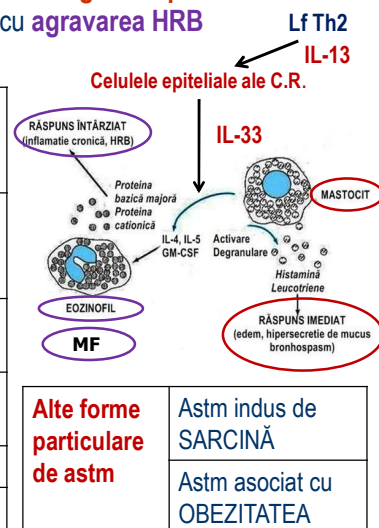 cu agravarea HRB
Lf Th2
IL-13
Celulele epiteliale ale C.R.
RĂSPUNS ÎNTÂRZIAT
(inflamatie cronică, HRB)
IL-33
Proteina
bazică majoră
Proteina
cationică
MASTOCIT
IL-4, IL-5
GM-CSF
Activare
Degranulare
Histamină
Leucotriene
EOZINOFIL
MF
RĂSPUNS IMEDIAT
(edem, hipersecretie de mucus
bronhospasm)
Alte forme
particulare
de astm
Astm indus de
SARCINĂ
Astm asociat cu
OBEZITATEA